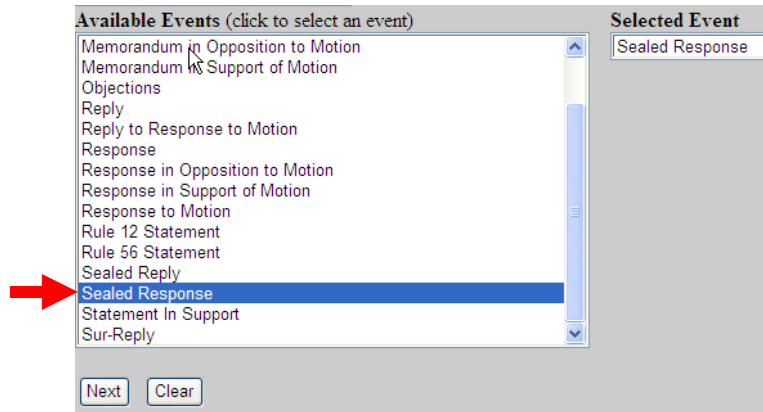 Available Events (click to select an event)
Selected Event
Memorandum in Opposition to Motion
Sealed Response
Memorandum in Support of Motion
Objections
Reply
Reply to Response to Motion
Response
Response in Opposition to Motion
Response in Support of Motion
Response to Motion
Rule 12 Statement
Rule 56 Statement
Sealed Reply
Sealed Response
Statement In Support
Sur-Reply
Next
Clear